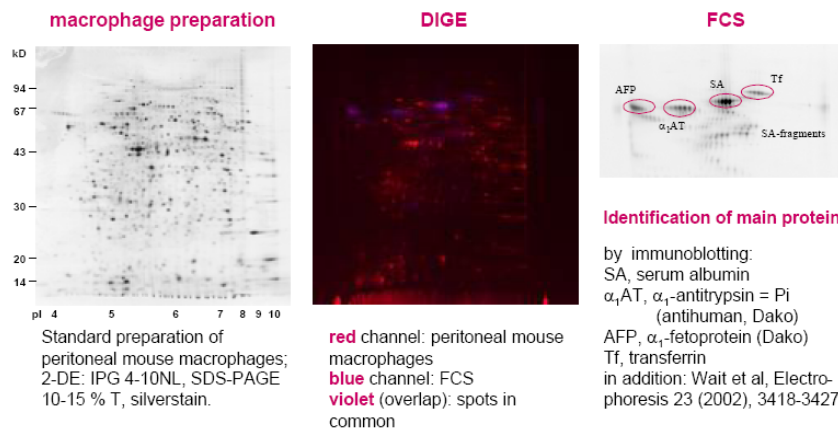 macrophage preparation
kD
94
67
43
30
20
14
pI 4 5 6 7 8 9 10
Standard preparation of
peritoneal mouse macrophages;
2-DE: IPG 4-10NL, SDS-PAGE
10-15 % T, silverstain.
DIGE
red channel: peritoneal mouse
macrophages
blue channel: FCS
violet (overlap): spots in
common
FCS
AFP
α₁AT
SA
Tf
SA-fragments
Identification of main protein
by immunoblotting:
SA, serum albumin
α₁AT, α₁-antitrypsin = Pi
(antihuman, Dako)
AFP, α₁-fetoprotein (Dako)
Tf, transferrin
in addition: Wait et al, Electro-
phoresis 23 (2002), 3418-3427